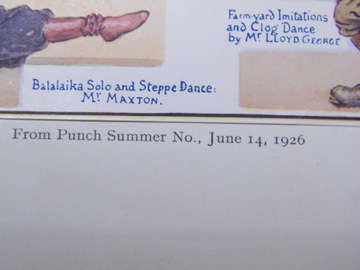 Farm-yard Imitations
and Clog Dance
by Mr LLOYD GEORGE
Balalaika Solo and Steppe Dance:
Mr MAXTON.
From Punch Summer No., June 14, 1926